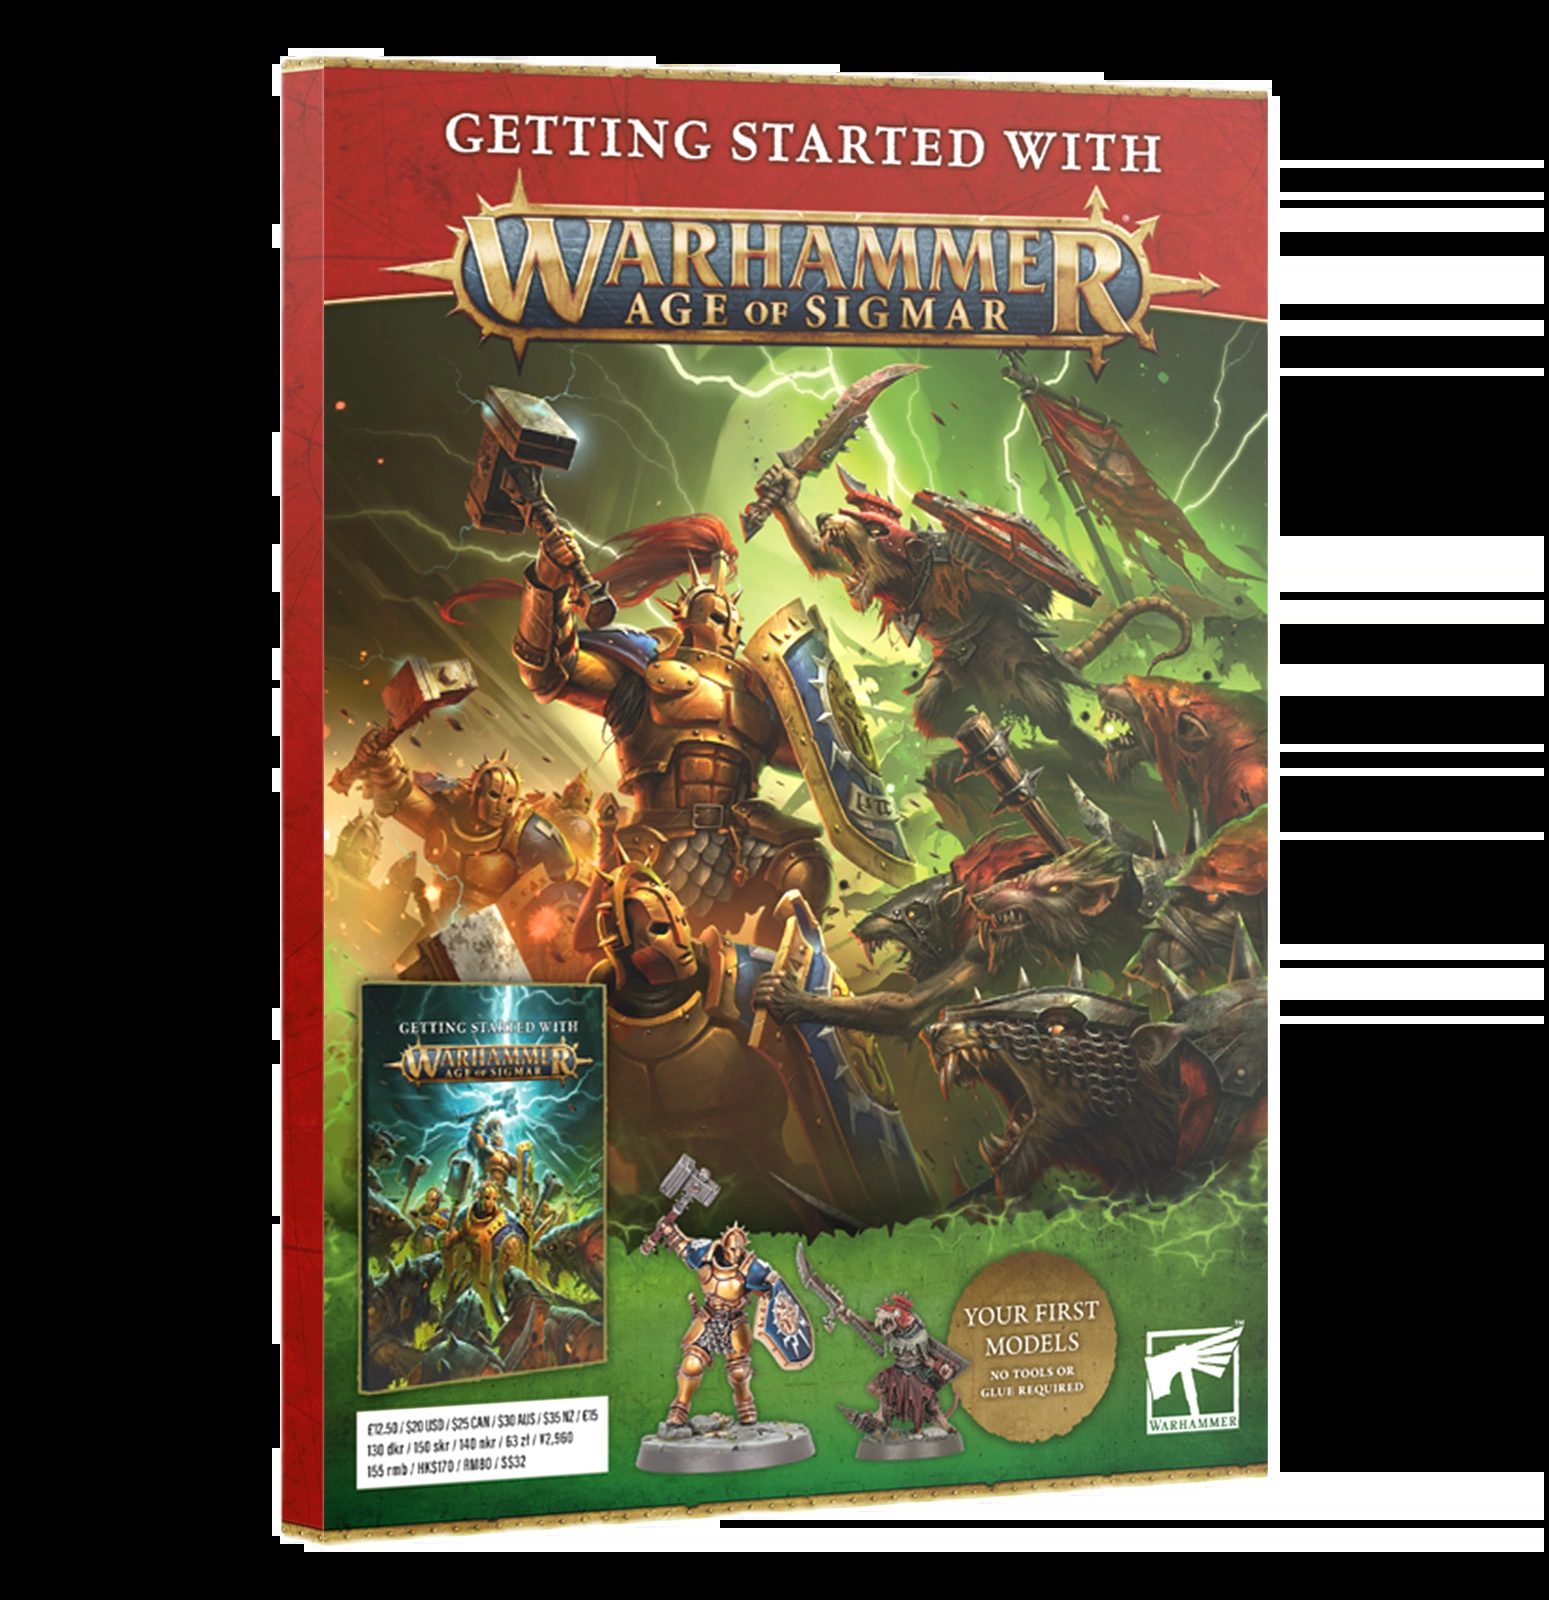 GETTING STARTED WITH
WARHAMMER
AGE OF SIGMAR
GETTING STARTED WITH
WARHAMMER
AGE OF SIGMAR
YOUR FIRST
MODELS
NO TOOLS OR
GLUE REQUIRED
WARHAMMER
£12.50 / $20 USD / $25 CAN / $30 AUS / $35 NZ / €15
130 dkr / 150 skr / 140 nkr / 63 zł / ¥2,960
155 rmb / HK$170 / RM80 / S$32